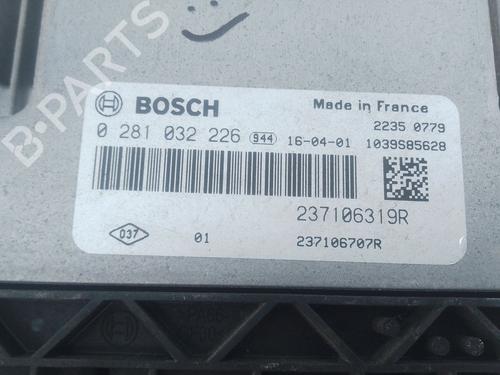 B-PARTS
BOSCH
Made in France
0 281 032 226 944 16-04-01
2235 0779
1039S85628
237106319R
037 01 237106707R